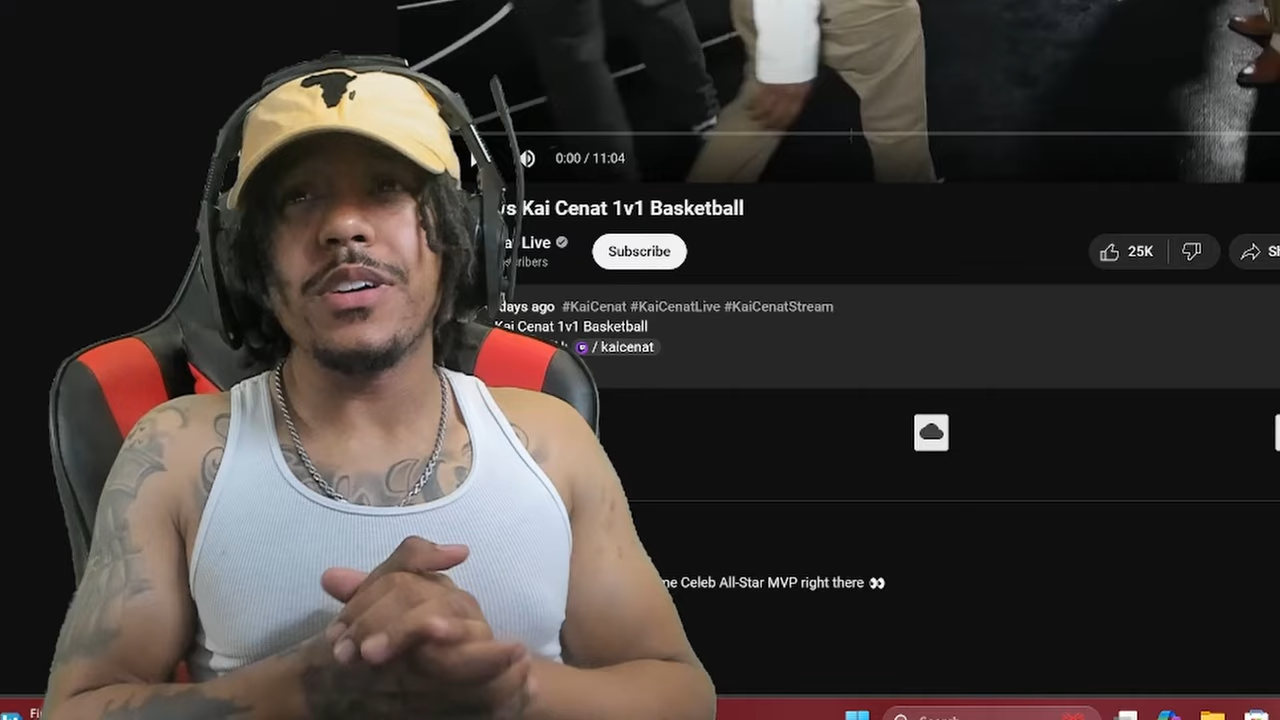 0:00 / 11:04
vs Kai Cenat 1v1 Basketball
Live
Subscribe
25K
days ago #KaiCenat #KaiCenatLive #KaiCenatStream
Kai Cenat 1v1 Basketball
/ kaicenat
Celeb All-Star MVP right there 👀
Search